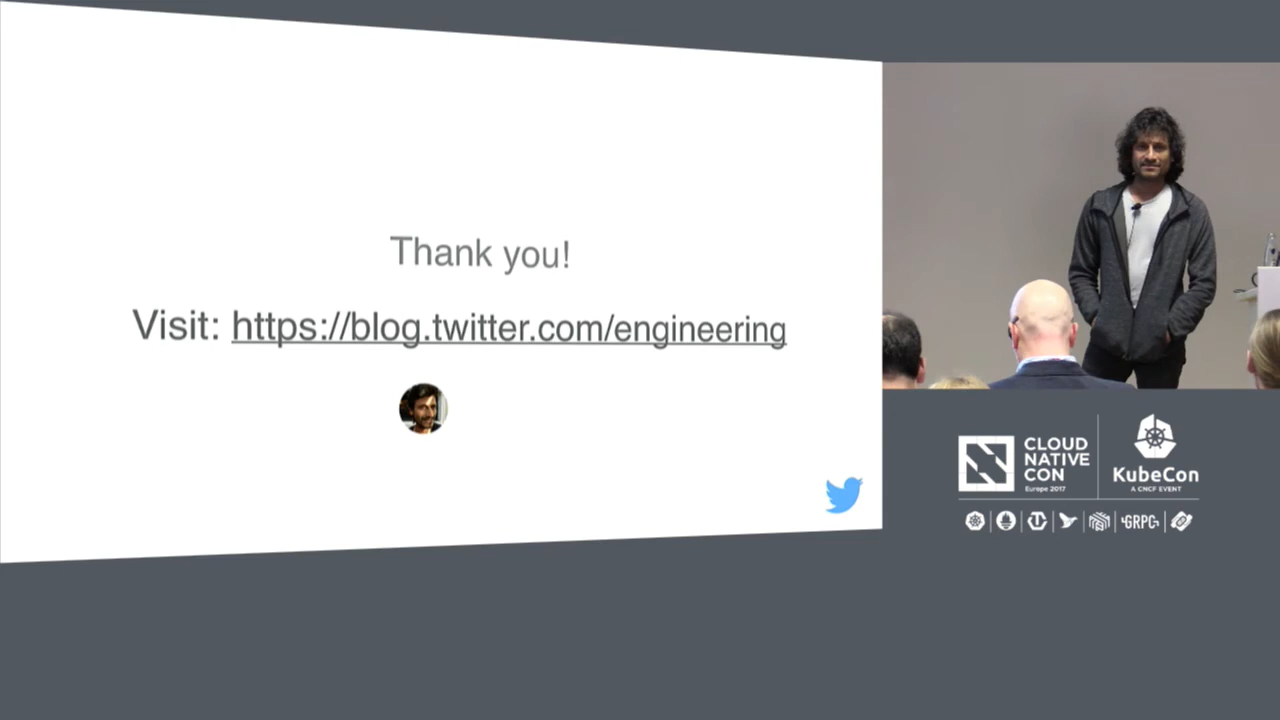 Thank you!
Visit: https://blog.twitter.com/engineering
CLOUD
NATIVE
CON
Europe 2017
KubeCon
A CNCF EVENT
GRPC